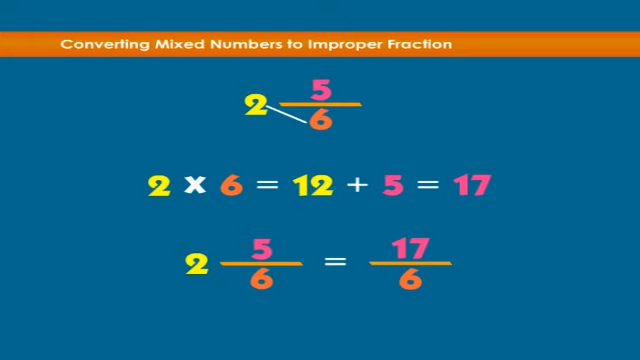 Converting Mixed Numbers to Improper Fraction
2 5/6
2 x 6 = 12 + 5 = 17
2 5/6 = 17/6